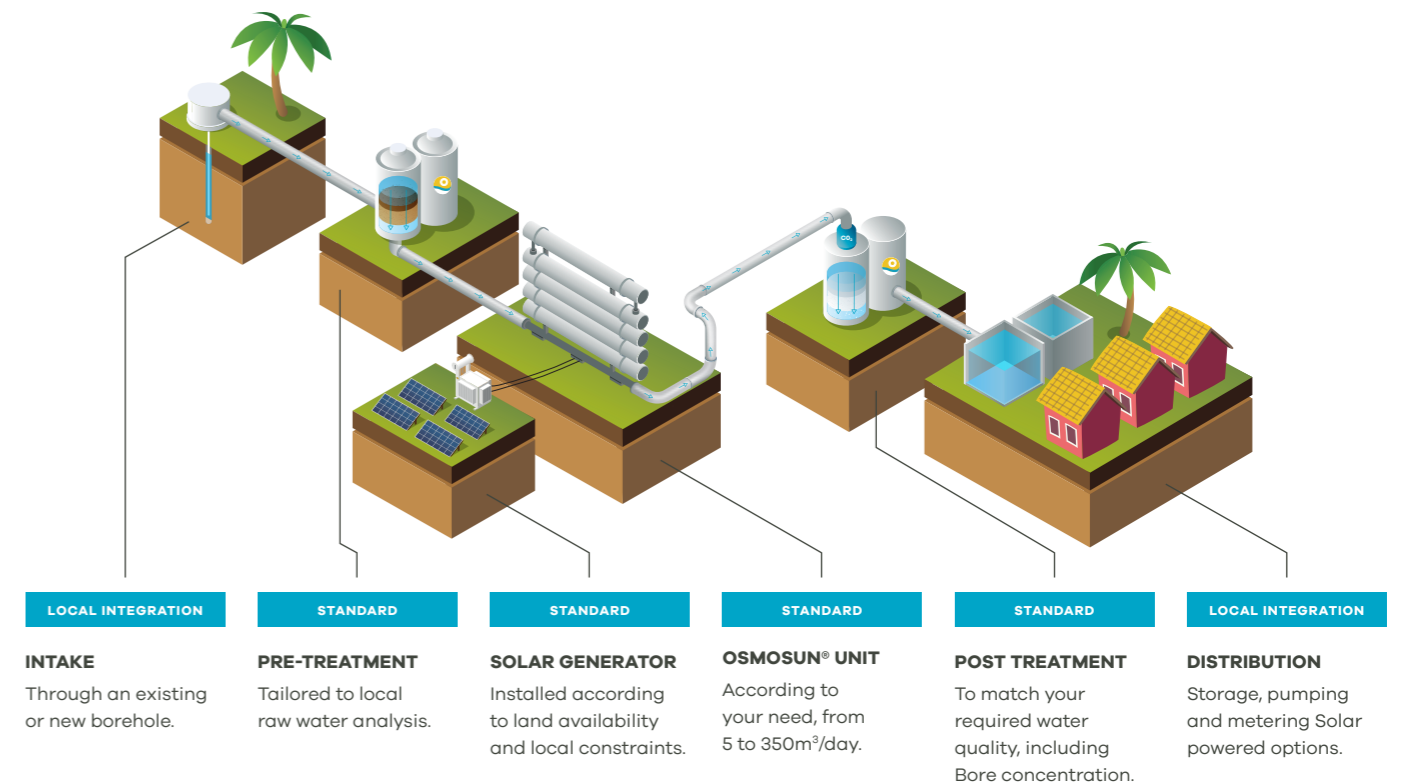 CO₂
LOCAL INTEGRATION
INTAKE
Through an existing
or new borehole.
STANDARD
PRE-TREATMENT
Tailored to local
raw water analysis.
STANDARD
SOLAR GENERATOR
Installed according
to land availability
and local constraints.
STANDARD
OSMOSUN® UNIT
According to
your need, from
5 to 350m³/day.
STANDARD
POST TREATMENT
To match your
required water
quality, including
Bore concentration.
LOCAL INTEGRATION
DISTRIBUTION
Storage, pumping
and metering Solar
powered options.